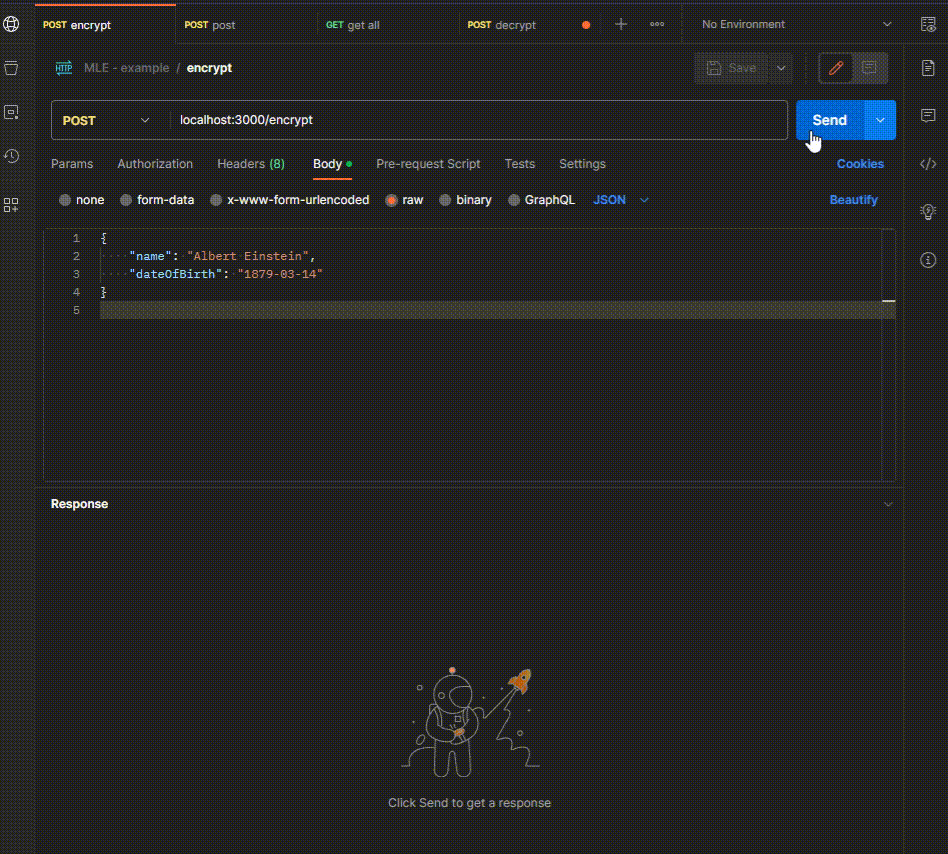 POST encrypt POST post GET get all POST decrypt No Environment
HTTP MLE - example / encrypt Save
POST localhost:3000/encrypt Send
Params Authorization Headers (8) Body Pre-request Script Tests Settings Cookies
none form-data x-www-form-urlencoded raw binary GraphQL JSON Beautify
1 {
2 "name": "Albert Einstein",
3 "dateOfBirth": "1879-03-14"
4 }
5
Response
Click Send to get a response